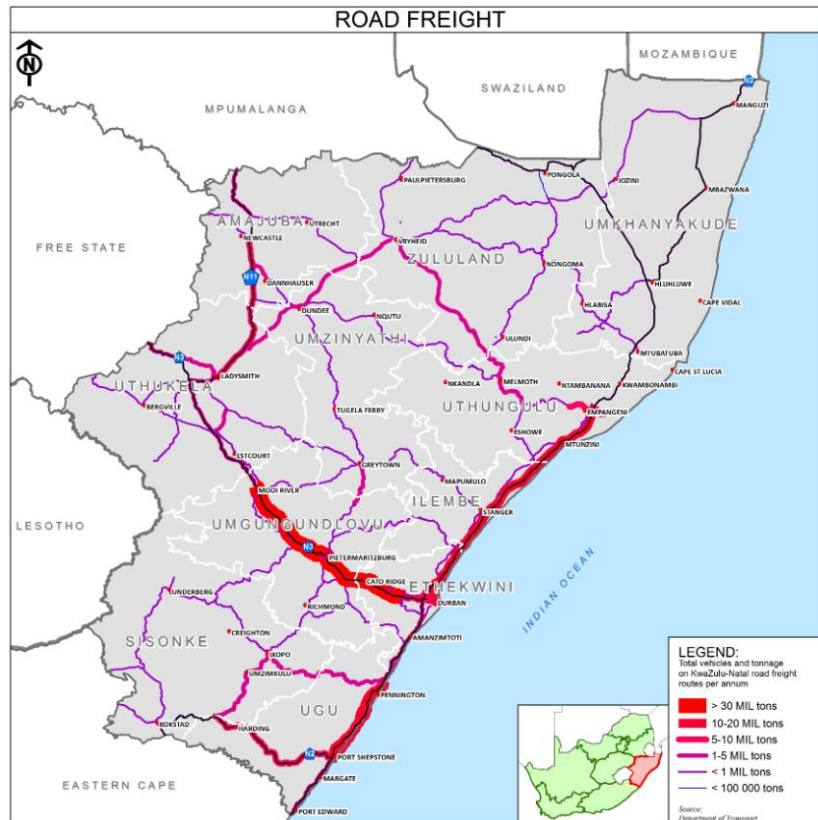 ROAD FREIGHT
N
MOZAMBIQUE
SWAZILAND
N2
MANGUZI
MPUMALANGA
PONGOLA
PAULPIETERSBURG
JOZINI
MBAZWANA
AMAJUBA
UTRECHT
UMKHANYAKUDE
NEWCASTLE
VRYHEID
FREE STATE
ZULULAND
NONGOMA
N11
DANNHAUSER
HLUHLUWE
CAPE VIDAL
HLABISA
DUNDEE
NQUTU
UMZINYATHI
ULUNDI
MTUBATUBA
N3
CAPE ST LUCIA
LADYSMITH
MELMOTH
NKANDLA
NTAMBANANA
KWAMBONAMBI
UTHUKELA
BERGVILLE
TUGELA FERRY
UTHUNGULU
EMPANGENI
ESHOWE
MTUNZINI
ESTCOURT
GREYTOWN
MAPUMULO
MOOI RIVER
ILEMBE
STANGER
LESOTHO
UMGUNGUNDLOVU
N3
PIETERMARITZBURG
INDIAN OCEAN
CATO RIDGE
ETHEKWINI
UNDERBERG
DURBAN
RICHMOND
CREIGHTON
AMANZIMTOTI
SISONKE
IXOPO
UMZIMKULU
PENNINGTON
UGU
KOKSTAD
HARDING
N2
PORT SHEPSTONE
MARGATE
EASTERN CAPE
PORT EDWARD
LEGEND:
Total vehicles and tonnage
on KwaZulu-Natal road freight
routes per annum
> 30 MIL tons
10-20 MIL tons
5-10 MIL tons
1-5 MIL tons
< 1 MIL tons
< 100 000 tons
Source:
Department of Transport